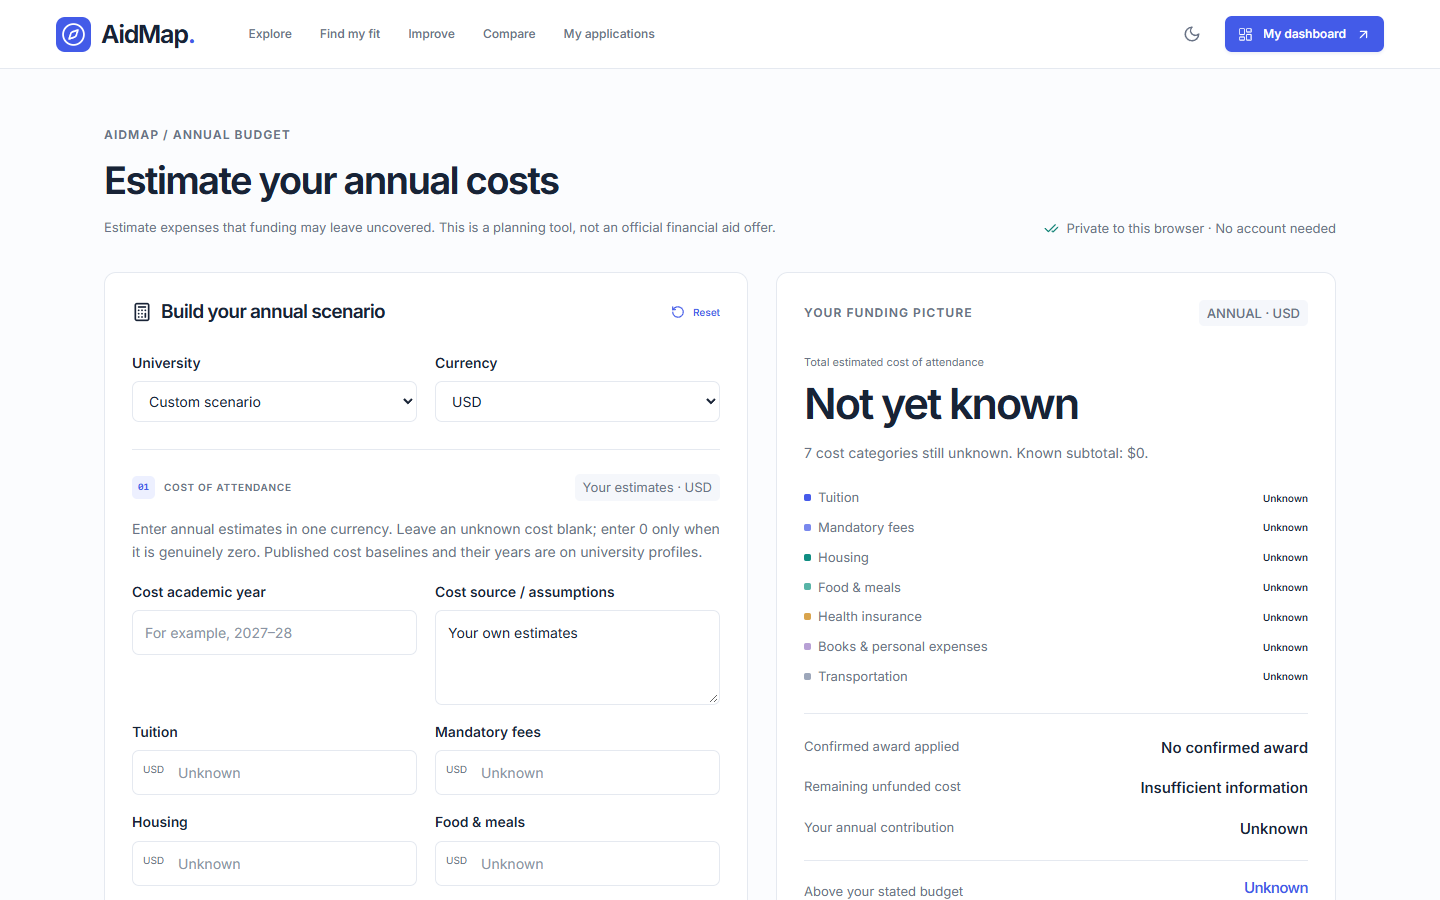 AidMap.
Explore
Find my fit
Improve
Compare
My applications
My dashboard
AIDMAP / ANNUAL BUDGET
Estimate your annual costs
Estimate expenses that funding may leave uncovered. This is a planning tool, not an official financial aid offer.
Private to this browser · No account needed
Build your annual scenario
Reset
University
Currency
Custom scenario
USD
01
COST OF ATTENDANCE
Your estimates · USD
Enter annual estimates in one currency. Leave an unknown cost blank; enter 0 only when
it is genuinely zero. Published cost baselines and their years are on university profiles.
Cost academic year
Cost source / assumptions
For example, 2027–28
Your own estimates
Tuition
Mandatory fees
USD Unknown
USD Unknown
Housing
Food & meals
USD Unknown
USD Unknown
YOUR FUNDING PICTURE
ANNUAL · USD
Total estimated cost of attendance
Not yet known
7 cost categories still unknown. Known subtotal: $0.
Tuition Unknown
Mandatory fees Unknown
Housing Unknown
Food & meals Unknown
Health insurance Unknown
Books & personal expenses Unknown
Transportation Unknown
Confirmed award applied No confirmed award
Remaining unfunded cost Insufficient information
Your annual contribution Unknown
Above your stated budget Unknown